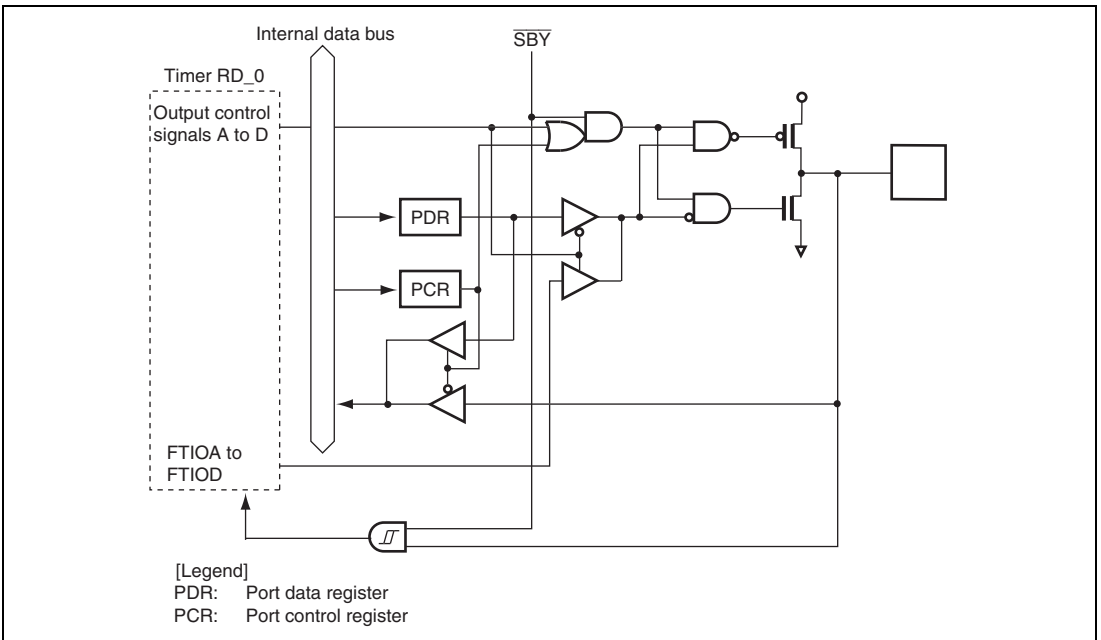 Internal data bus
SBY
Timer RD_0
Output control
signals A to D
PDR
PCR
FTIOA to
FTIOD
[Legend]
PDR: Port data register
PCR: Port control register